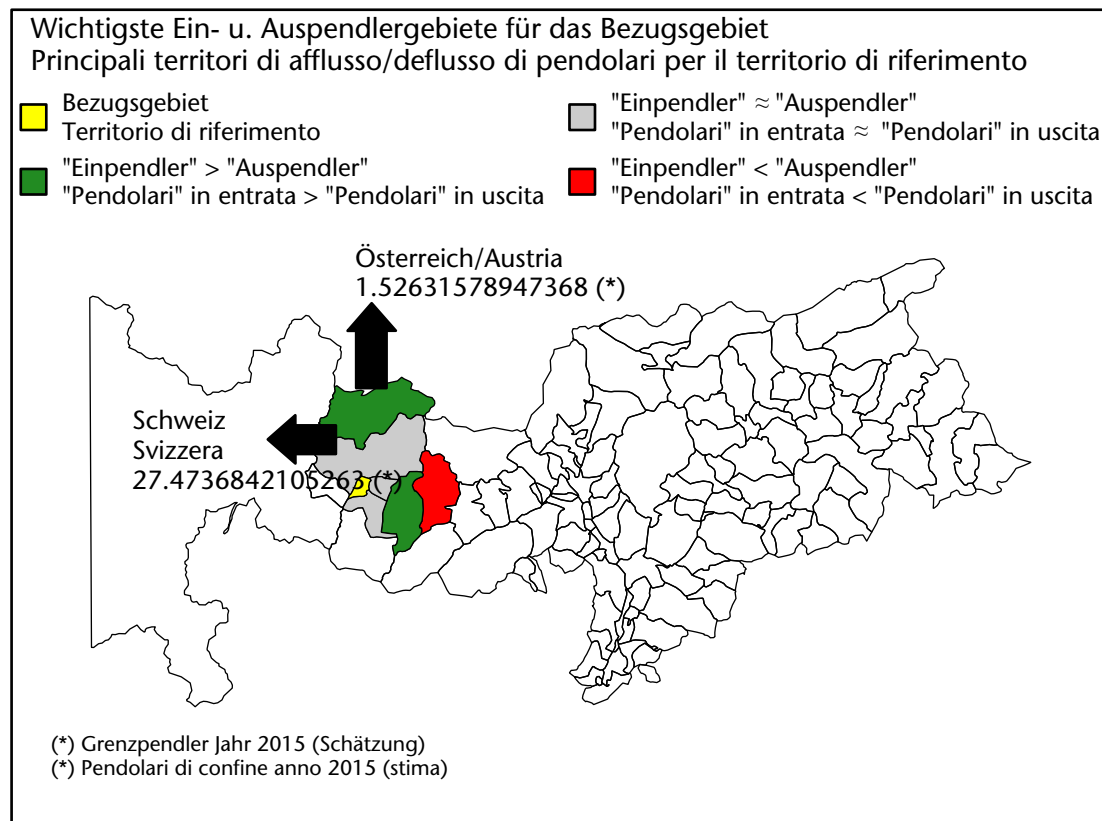 Wichtigste Ein- u. Auspendlergebiete für das Bezugsgebiet
Principali territori di afflusso/deflusso di pendolari per il territorio di riferimento
Bezugsgebiet
Territorio di riferimento
"Einpendler" > "Auspendler"
"Pendolari" in entrata > "Pendolari" in uscita
"Einpendler" ≈ "Auspendler"
"Pendolari" in entrata ≈ "Pendolari" in uscita
"Einpendler" < "Auspendler"
"Pendolari" in entrata < "Pendolari" in uscita
Österreich/Austria
1.52631578947368 (*)
Schweiz
Svizzera
27.4736842105263 (*)
(*) Grenzpendler Jahr 2015 (Schätzung)
(*) Pendolari di confine anno 2015 (stima)